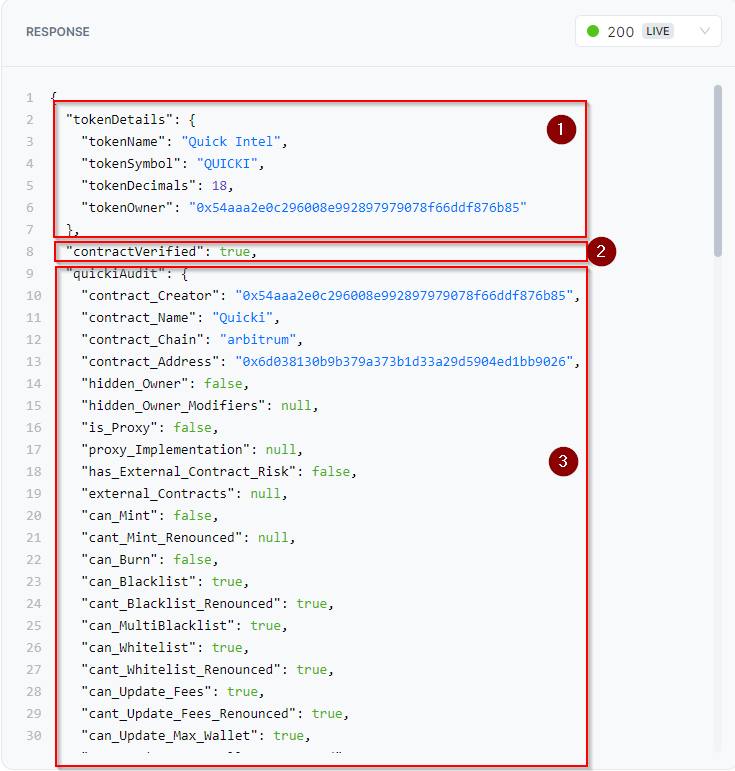 RESPONSE
200 LIVE
1 {
2 "tokenDetails": {
1
3 "tokenName": "Quick Intel",
4 "tokenSymbol": "QUICKI",
5 "tokenDecimals": 18,
6 "tokenOwner": "0x54aaa2e0c296008e992897979078f66ddf876b85"
7 },
8 "contractVerified": true,
2
9 "quickiAudit": {
10 "contract_Creator": "0x54aaa2e0c296008e992897979078f66ddf876b85",
11 "contract_Name": "Quicki",
12 "contract_Chain": "arbitrum",
13 "contract_Address": "0x6d038130b9b379a373b1d33a29d5904ed1bb9026",
14 "hidden_Owner": false,
15 "hidden_Owner_Modifiers": null,
16 "is_Proxy": false,
17 "proxy_Implementation": null,
3
18 "has_External_Contract_Risk": false,
19 "external_Contracts": null,
20 "can_Mint": false,
21 "cant_Mint_Renounced": null,
22 "can_Burn": false,
23 "can_Blacklist": true,
24 "cant_Blacklist_Renounced": true,
25 "can_MultiBlacklist": true,
26 "can_Whitelist": true,
27 "cant_Whitelist_Renounced": true,
28 "can_Update_Fees": true,
29 "cant_Update_Fees_Renounced": true,
30 "can_Update_Max_Wallet": true,